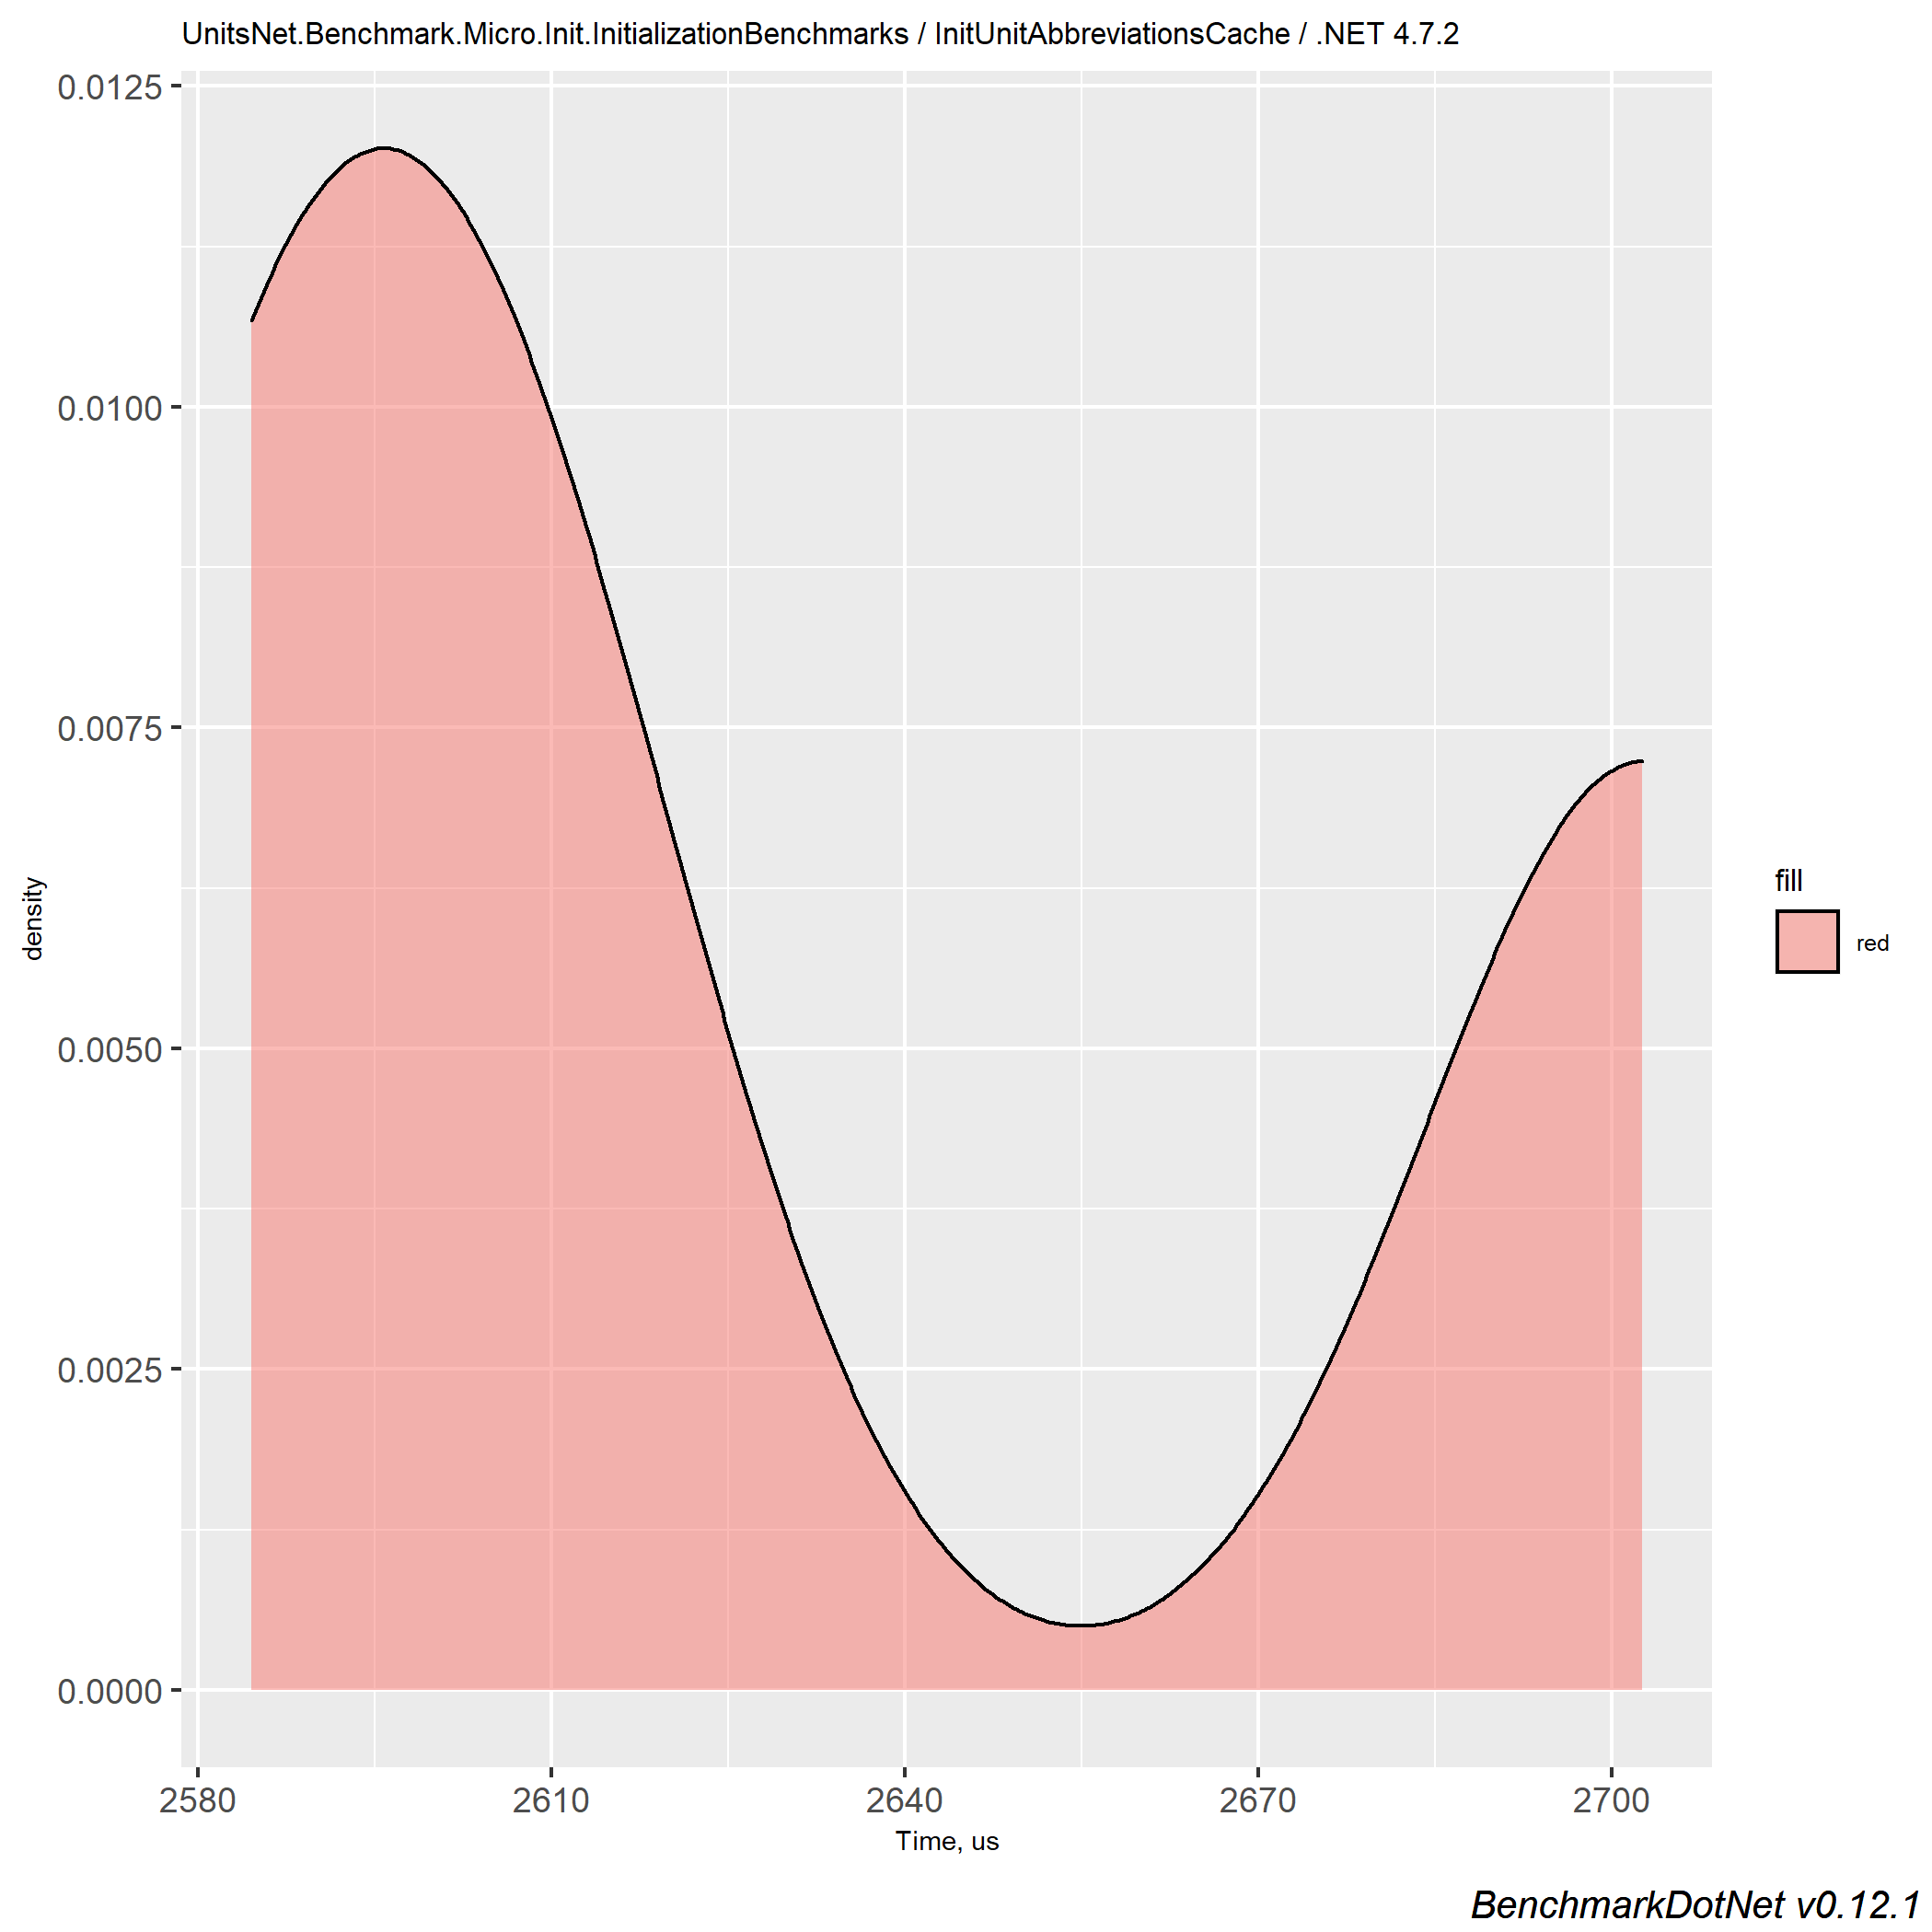 UnitsNet.Benchmark.Micro.Init.InitializationBenchmarks / InitUnitAbbreviationsCache / .NET 4.7.2
0.0125
0.0100
0.0075
0.0050
0.0025
0.0000
density
2580 2610 2640 2670 2700
Time, us
fill
red
BenchmarkDotNet v0.12.1